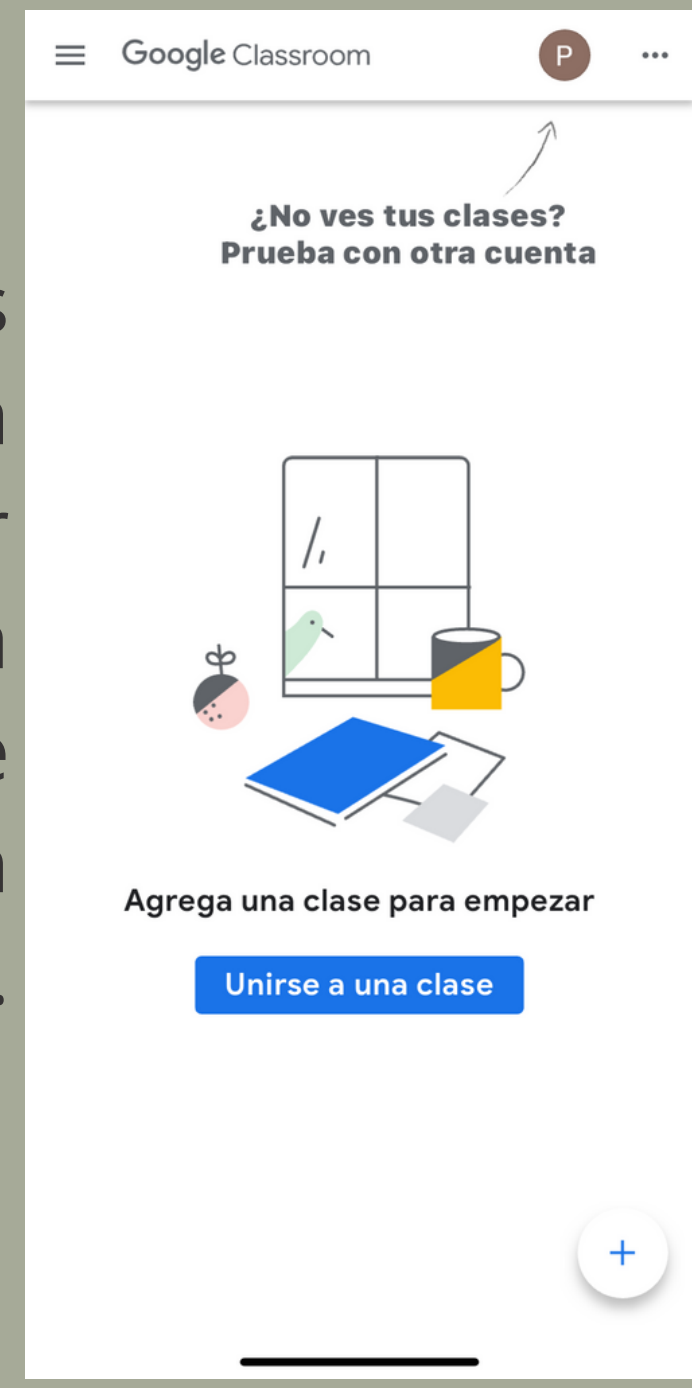 Google Classroom
P
¿No ves tus clases?
Prueba con otra cuenta
Agrega una clase para empezar
Unirse a una clase